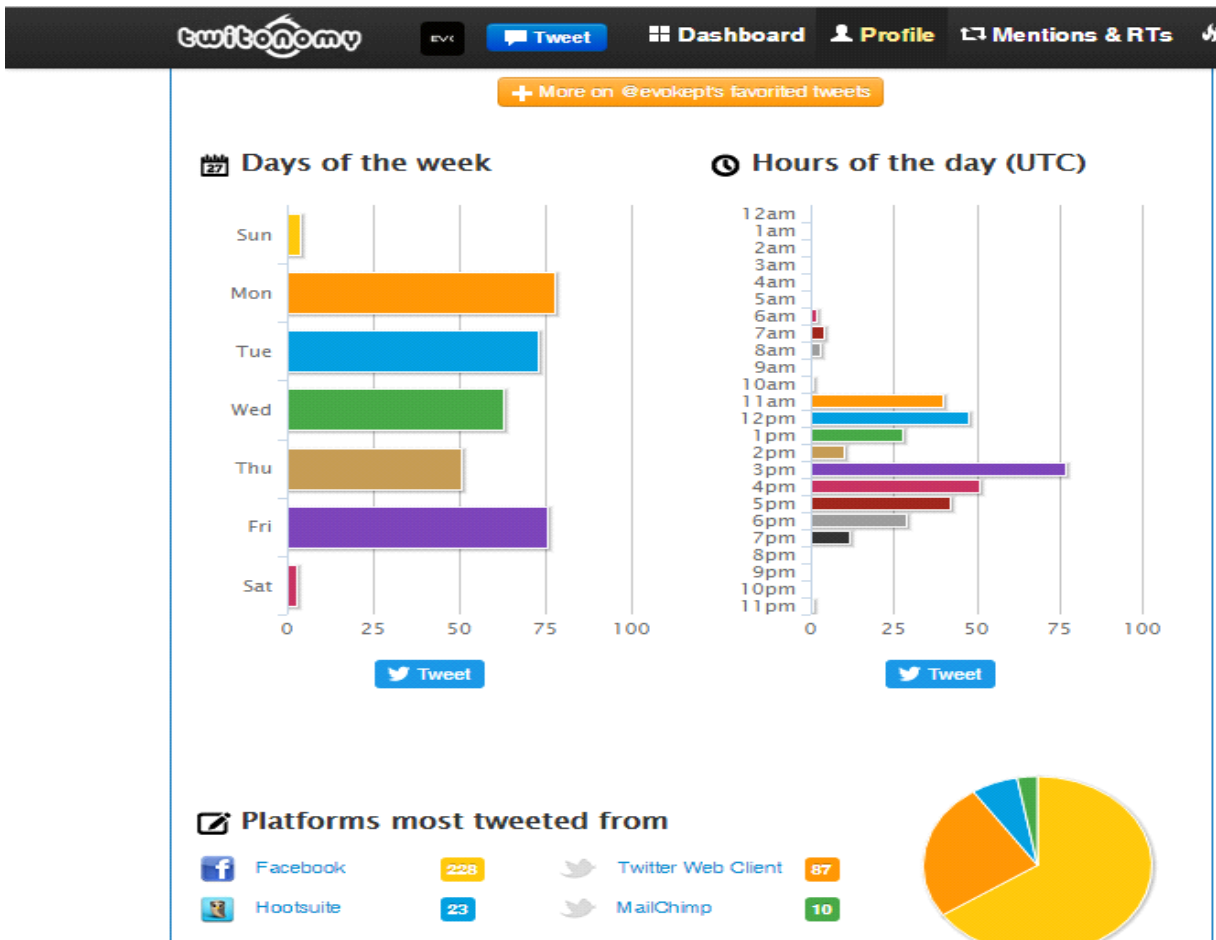 twitonomy EV Tweet Dashboard Profile Mentions & RTs
+ More on @evokept's favorited tweets
27 Days of the week
Sun
Mon
Tue
Wed
Thu
Fri
Sat
0 25 50 75 100
Tweet
Hours of the day (UTC)
12am
1am
2am
3am
4am
5am
6am
7am
8am
9am
10am
11am
12pm
1pm
2pm
3pm
4pm
5pm
6pm
7pm
8pm
9pm
10pm
11pm
0 25 50 75 100
Tweet
Platforms most tweeted from
Facebook 228 Twitter Web Client 87
Hootsuite 23 MailChimp 10